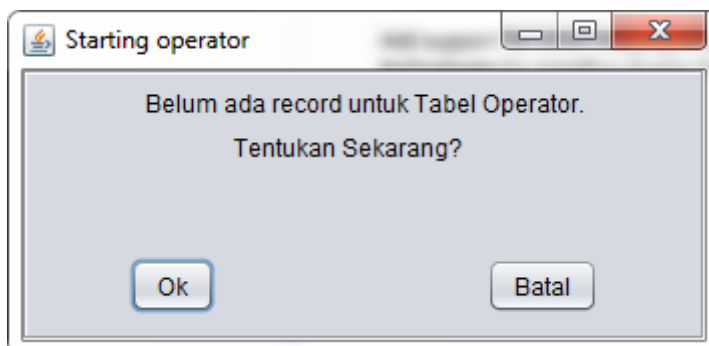 Starting operator
Belum ada record untuk Tabel Operator.
Tentukan Sekarang?
Ok
Batal